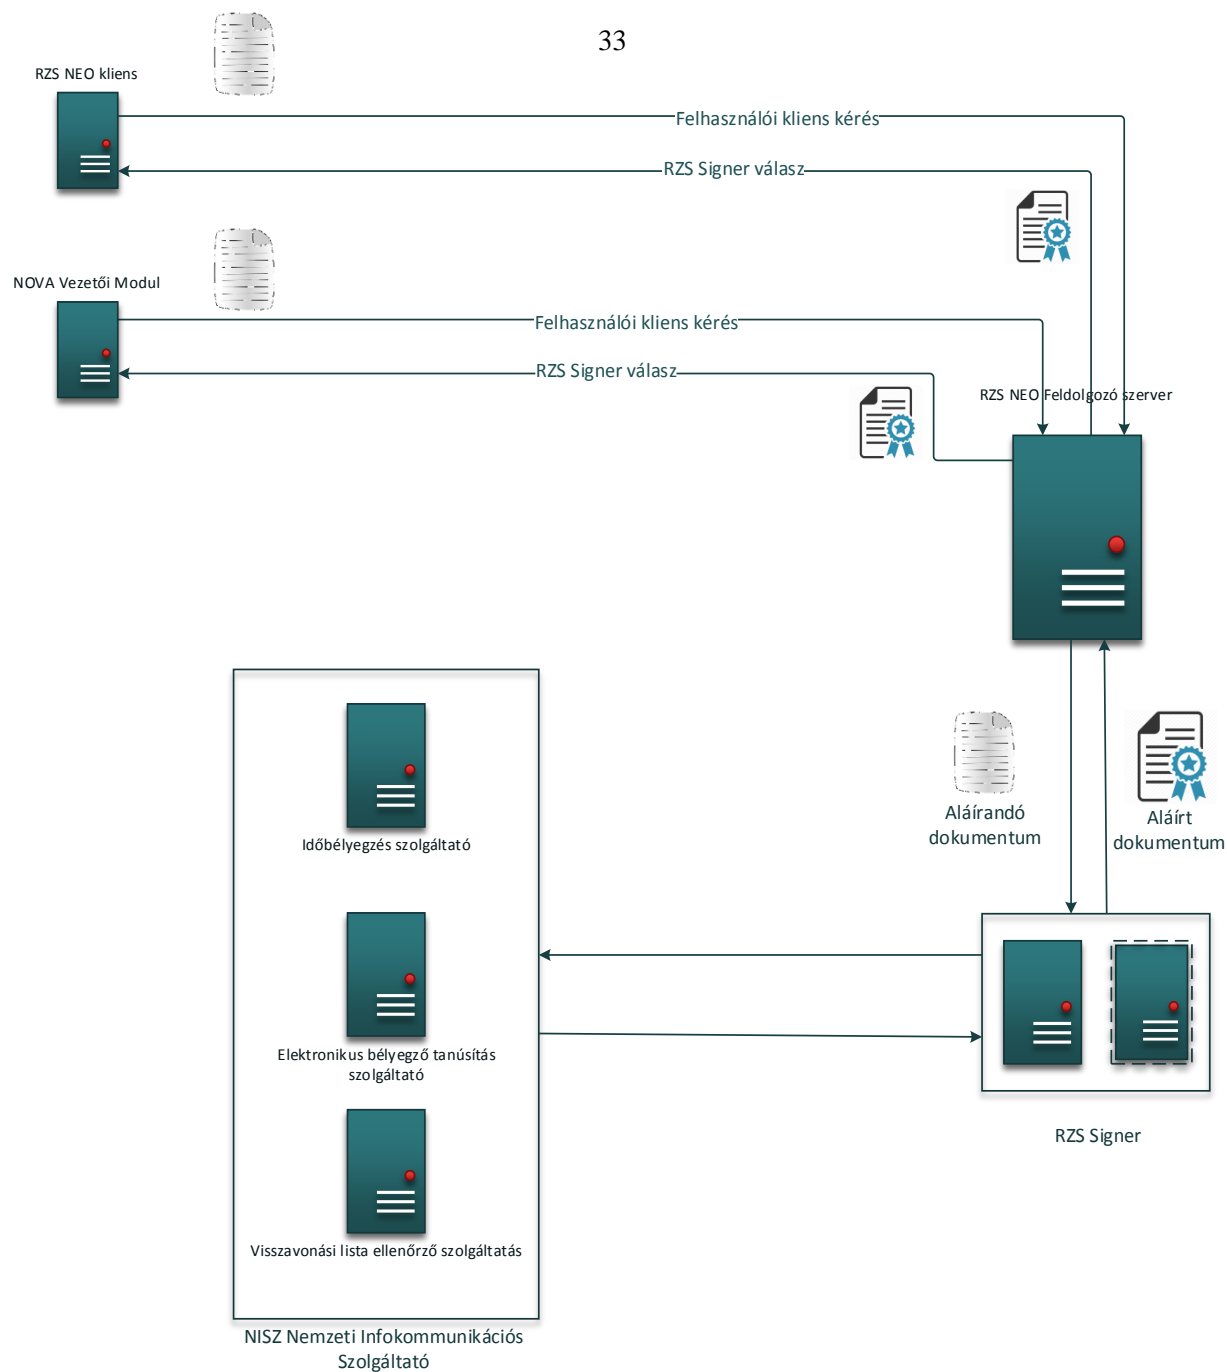 33
RZS NEO kliens
Felhasználói kliens kérés
RZS Signer válasz
NOVA Vezetői Modul
Felhasználói kliens kérés
RZS Signer válasz
RZS NEO Feldolgozó szerver
Aláírandó
dokumentum
Aláírt
dokumentum
Időbélyegzés szolgáltató
Elektronikus bélyegző tanúsítás
szolgáltató
RZS Signer
Visszavonási lista ellenőrző szolgáltatás
NISZ Nemzeti Infokommunikációs
Szolgáltató